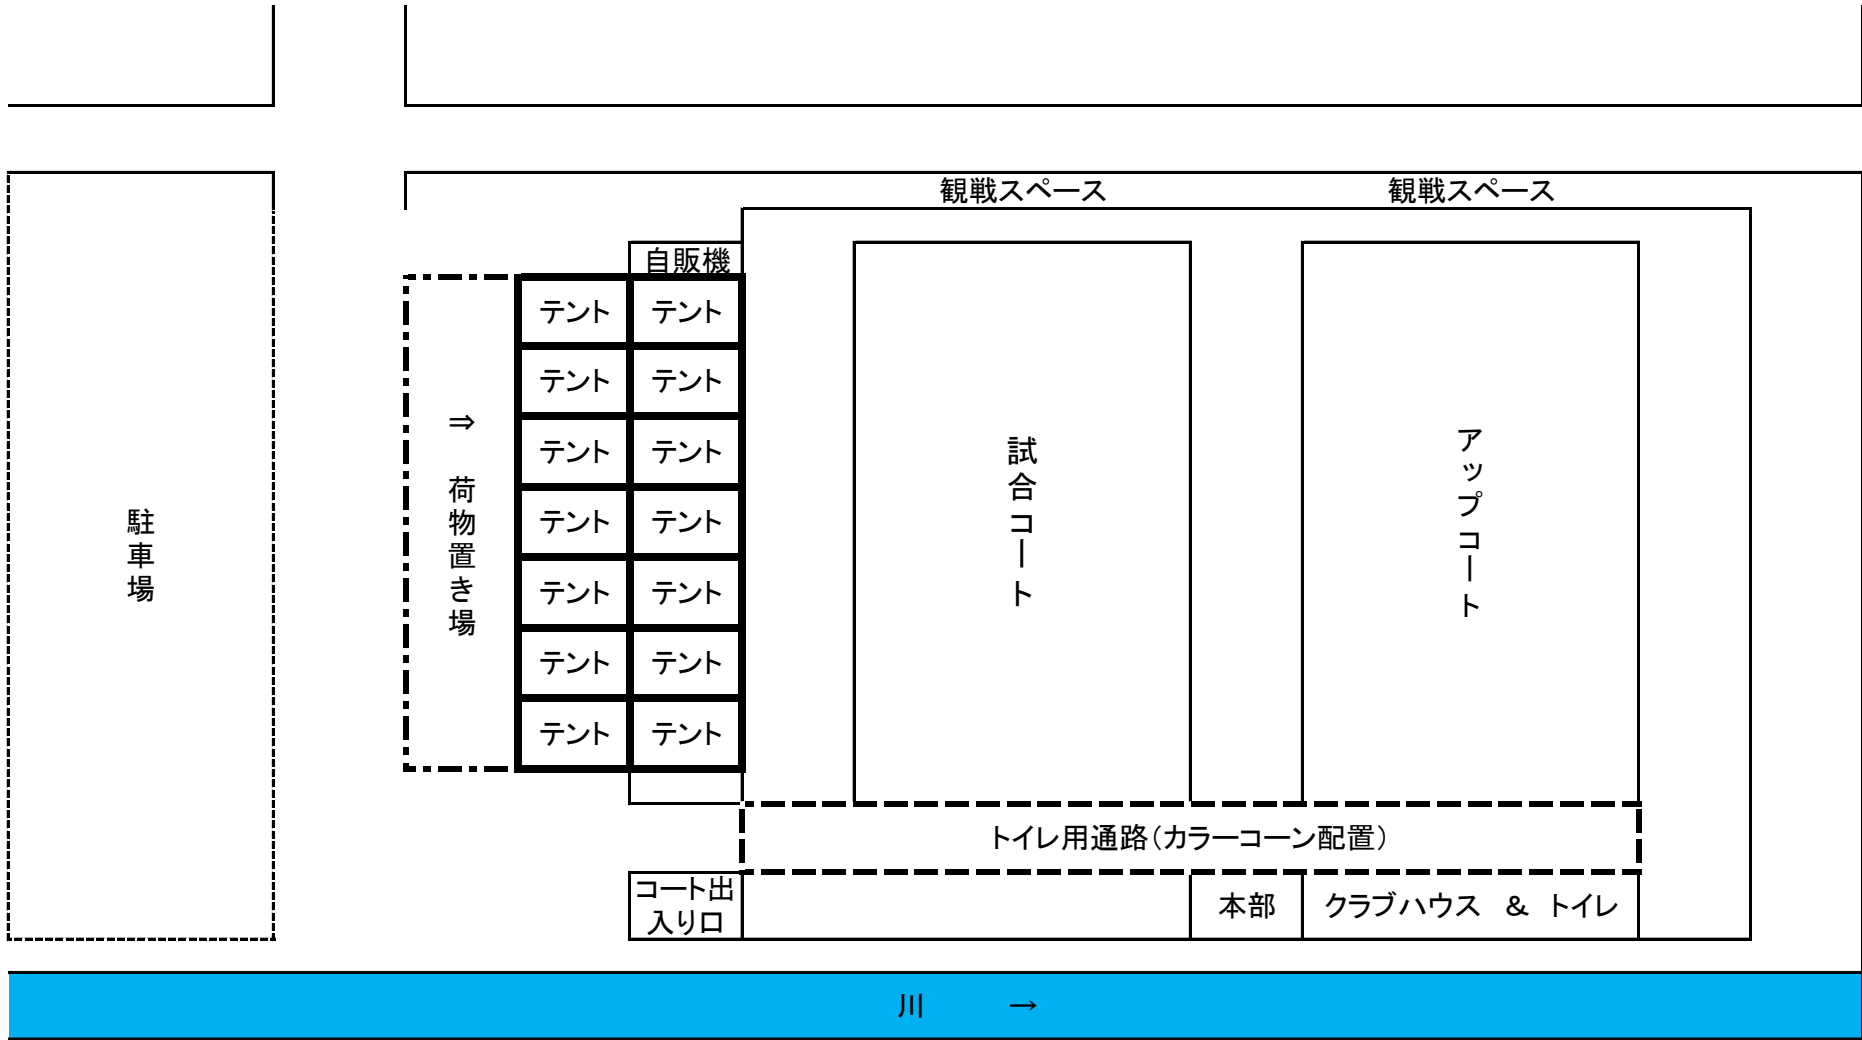 観戦スペース
観戦スペース
自販機
テント
テント
テント
テント
テント
テント
テント
テント
テント
テント
テント
テント
テント
テント
⇒ 荷物置き場
駐車場
試合コート
アップコート
トイレ用通路(カラーコーン配置)
コート出
入り口
本部
クラブハウス & トイレ
川 →